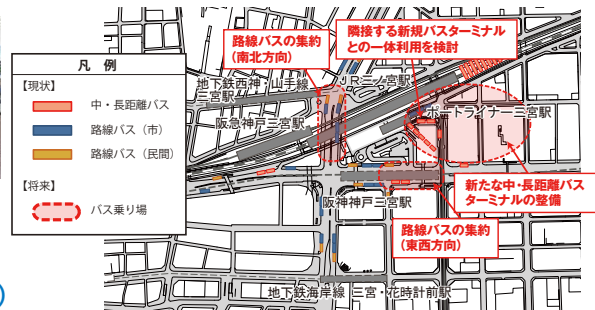 凡 例
【現状】
中・長距離バス
路線バス（市）
路線バス（民間）
【将来】
バス乗り場
路線バスの集約
（南北方向）
隣接する新規バスターミナル
との一体利用を検討
地下鉄西神・山手線
三宮駅
ＪＲ三ノ宮駅
阪急神戸三宮駅
ポートライナー三宮駅
阪神神戸三宮駅
新たな中・長距離バス
ターミナルの整備
路線バスの集約
（東西方向）
地下鉄海岸線 三宮・花時計前駅